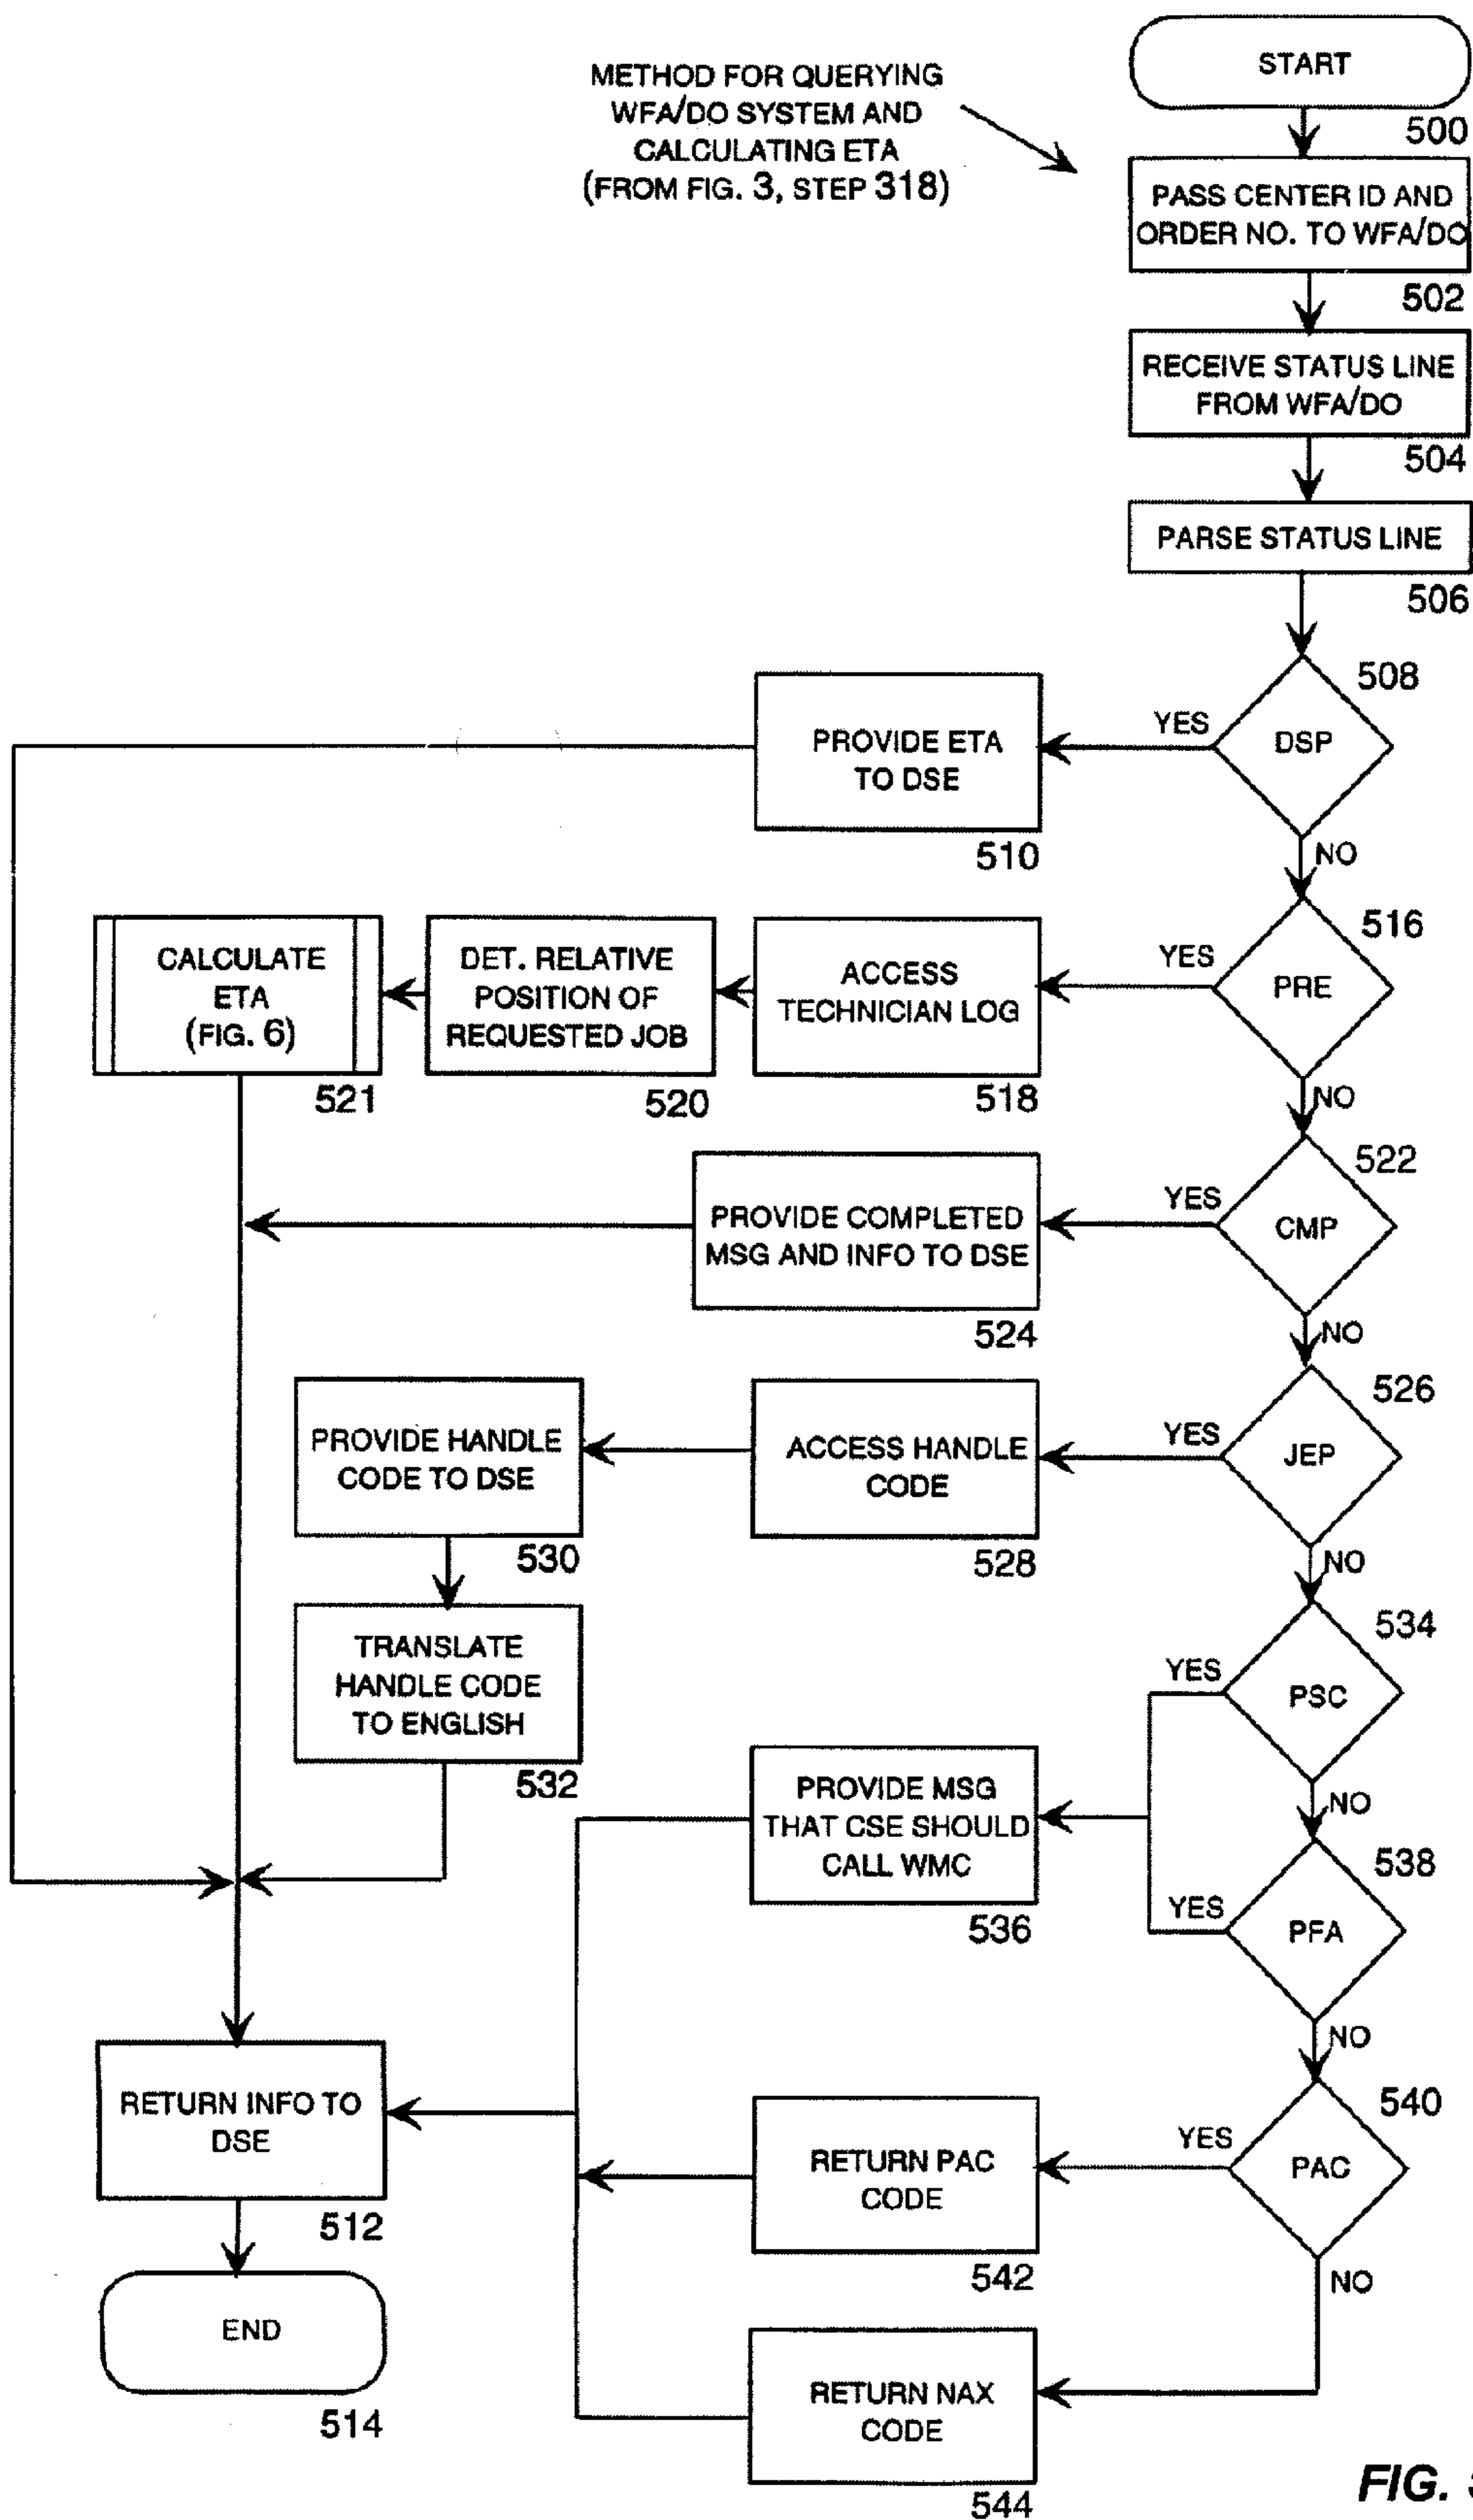 START
500
METHOD FOR QUERYING
WFA/DO SYSTEM AND
CALCULATING ETA
(FROM FIG. 3, STEP 318)
PASS CENTER ID AND
ORDER NO. TO WFA/DO
502
RECEIVE STATUS LINE
FROM WFA/DO
504
PARSE STATUS LINE
506
508
DSP
YES
NO
PROVIDE ETA
TO DSE
510
516
PRE
YES
NO
ACCESS
TECHNICIAN LOG
518
DET. RELATIVE
POSITION OF
REQUESTED JOB
520
CALCULATE
ETA
(FIG. 6)
521
522
CMP
YES
NO
PROVIDE COMPLETED
MSG AND INFO TO DSE
524
526
JEP
YES
NO
ACCESS HANDLE
CODE
528
PROVIDE HANDLE
CODE TO DSE
530
TRANSLATE
HANDLE CODE
TO ENGLISH
532
534
PSC
YES
NO
PROVIDE MSG
THAT CSE SHOULD
CALL WMC
536
538
PFA
YES
NO
540
PAC
YES
NO
RETURN PAC
CODE
542
RETURN INFO TO
DSE
512
END
514
RETURN NAX
CODE
544
FIG.